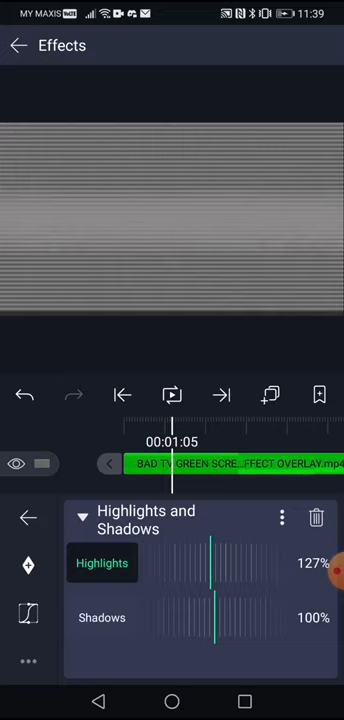 MY MAXIS VoLTE 11:39
Effects
00:01:05
BAD TV GREEN SCRE...FFECT OVERLAY.mp4
Highlights and
Shadows
Highlights 127%
Shadows 100%